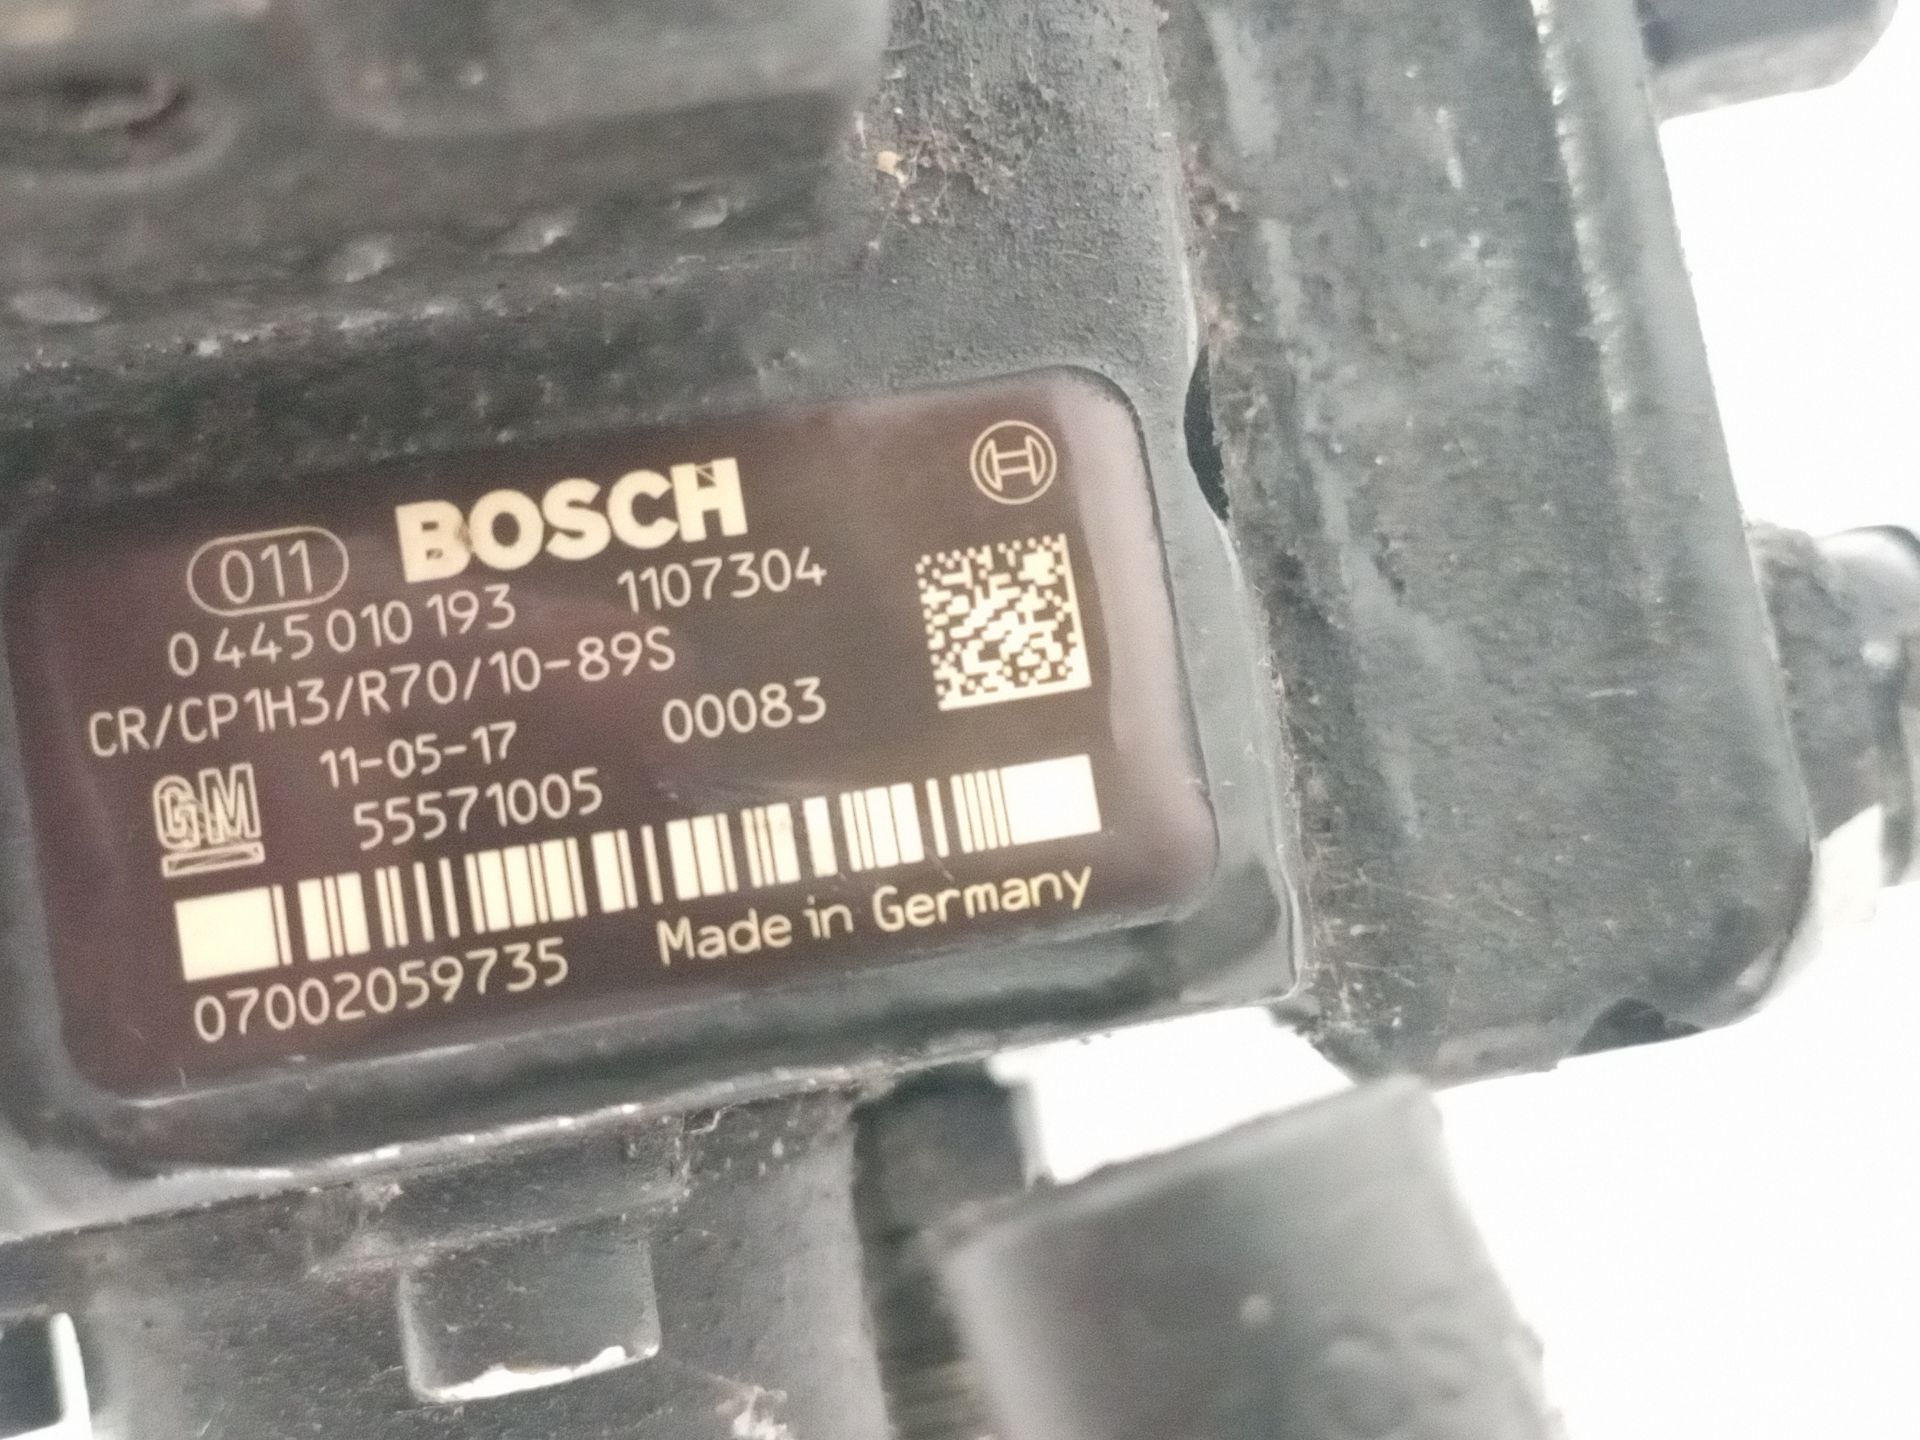 011 BOSCH
0 445 010 193 1107304
CR/CP1H3/R70/10-89S
11-05-17 00083
GM 55571005
07002059735 Made in Germany